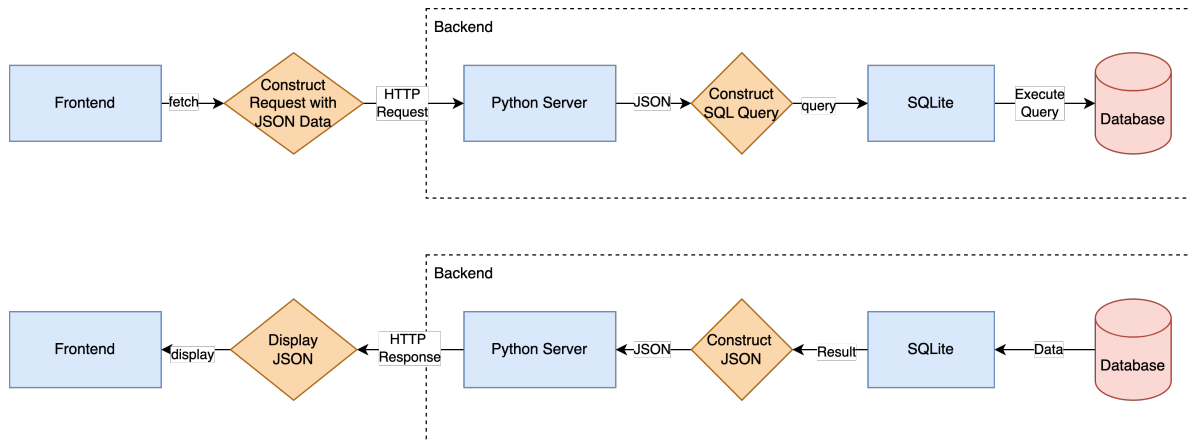 Backend
Frontend
fetch
Construct
Request with
JSON Data
HTTP
Request
Python Server
JSON
Construct
SQL Query
query
SQLite
Execute
Query
Database
Backend
Frontend
display
Display
JSON
HTTP
Response
Python Server
JSON
Construct
JSON
Result
SQLite
Data
Database